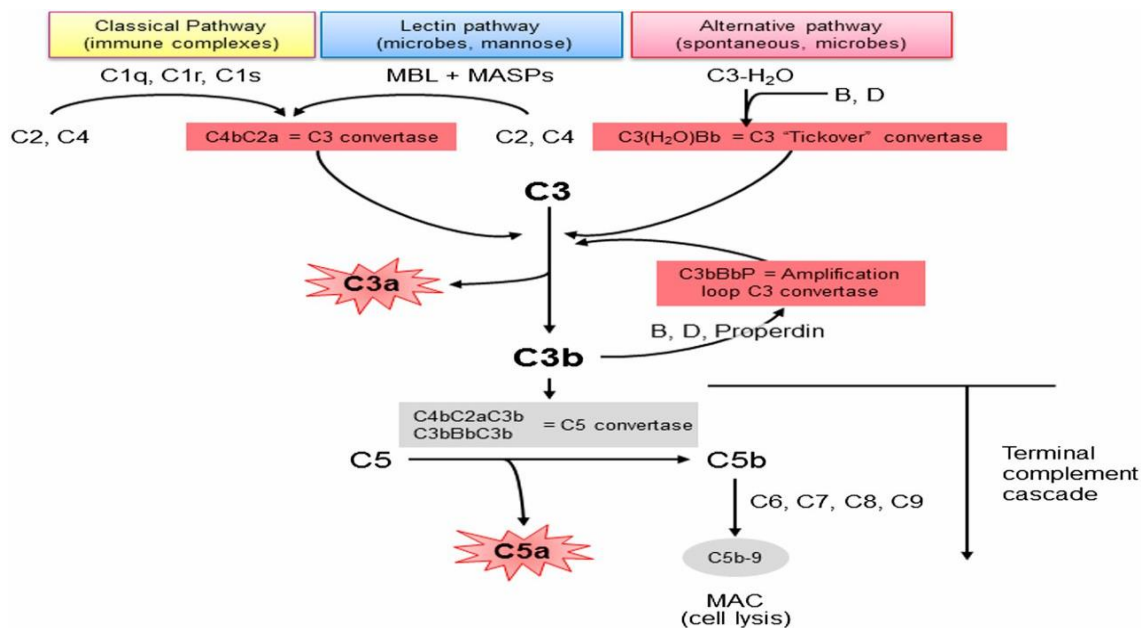 Classical Pathway
(immune complexes)
Lectin pathway
(microbes, mannose)
Alternative pathway
(spontaneous, microbes)
C1q, C1r, C1s
MBL + MASPs
C3-H₂O
B, D
C2, C4
C4bC2a = C3 convertase
C2, C4
C3(H₂O)Bb = C3 “Tickover” convertase
C3
C3a
C3bBbP = Amplification
loop C3 convertase
B, D, Properdin
C3b
C4bC2aC3b
C3bBbC3b
= C5 convertase
C5
C5b
Terminal
complement
cascade
C6, C7, C8, C9
C5a
C5b-9
MAC
(cell lysis)